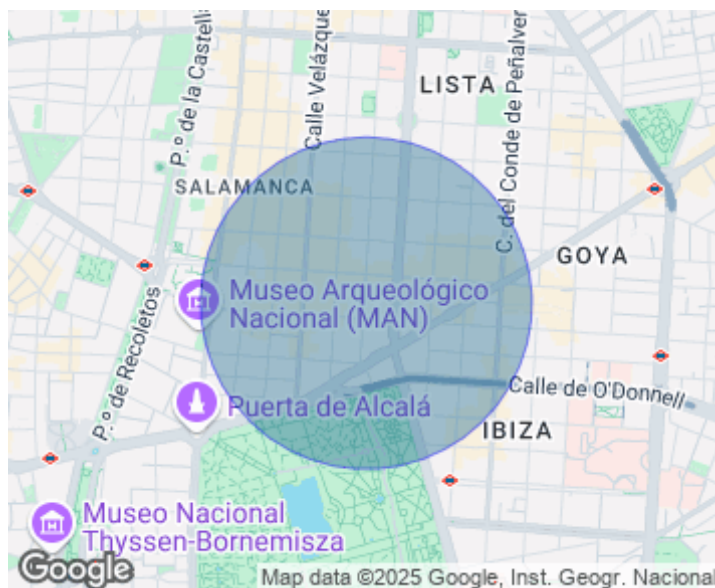 P.º de la Castella
Calle Velázquez
LISTA
C. del Conde de Peñalver
SALAMANCA
GOYA
Museo Arqueológico
Nacional (MAN)
P.º de Recoletos
Puerta de Alcalá
Calle de O'Donnell
IBIZA
Museo Nacional
Thyssen-Bornemisza
Google
Map data ©2025 Google, Inst. Geogr. Nacional